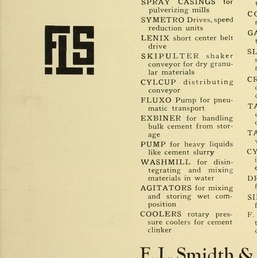 SPRAY CASINGS for
pulverizing mills
SYMETRO Drives, speed
reduction units
LENIX short center belt
drive
SKIPULTER shaker
conveyor for dry granu-
lar materials
CYLCUP distributing
conveyor
FLUXO Pump for pneu-
matic transport
EXBINER for handling
bulk cement from stor-
age
PUMP for heavy liquids
like cement slurry
WASHMILL for disin-
tegrating and mixing
materials in water
AGITATORS for mixing
and storing wet com-
position
COOLERS rotary pres-
sure coolers for cement
clinker
FLS
F. L. Smidth &